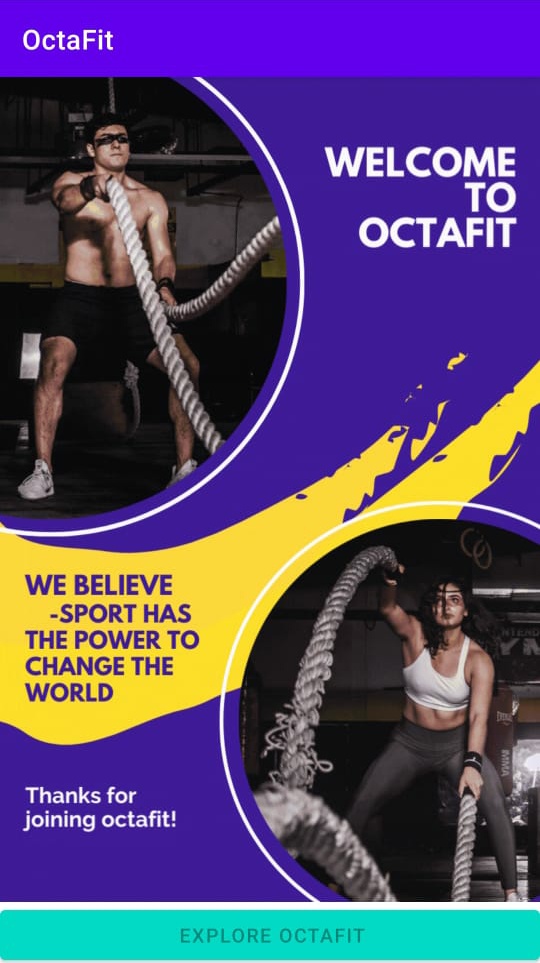 OctaFit
WELCOME
TO
OCTAFIT
WE BELIEVE
-SPORT HAS
THE POWER TO
CHANGE THE
WORLD
Thanks for
joining octafit!
EXPLORE OCTAFIT